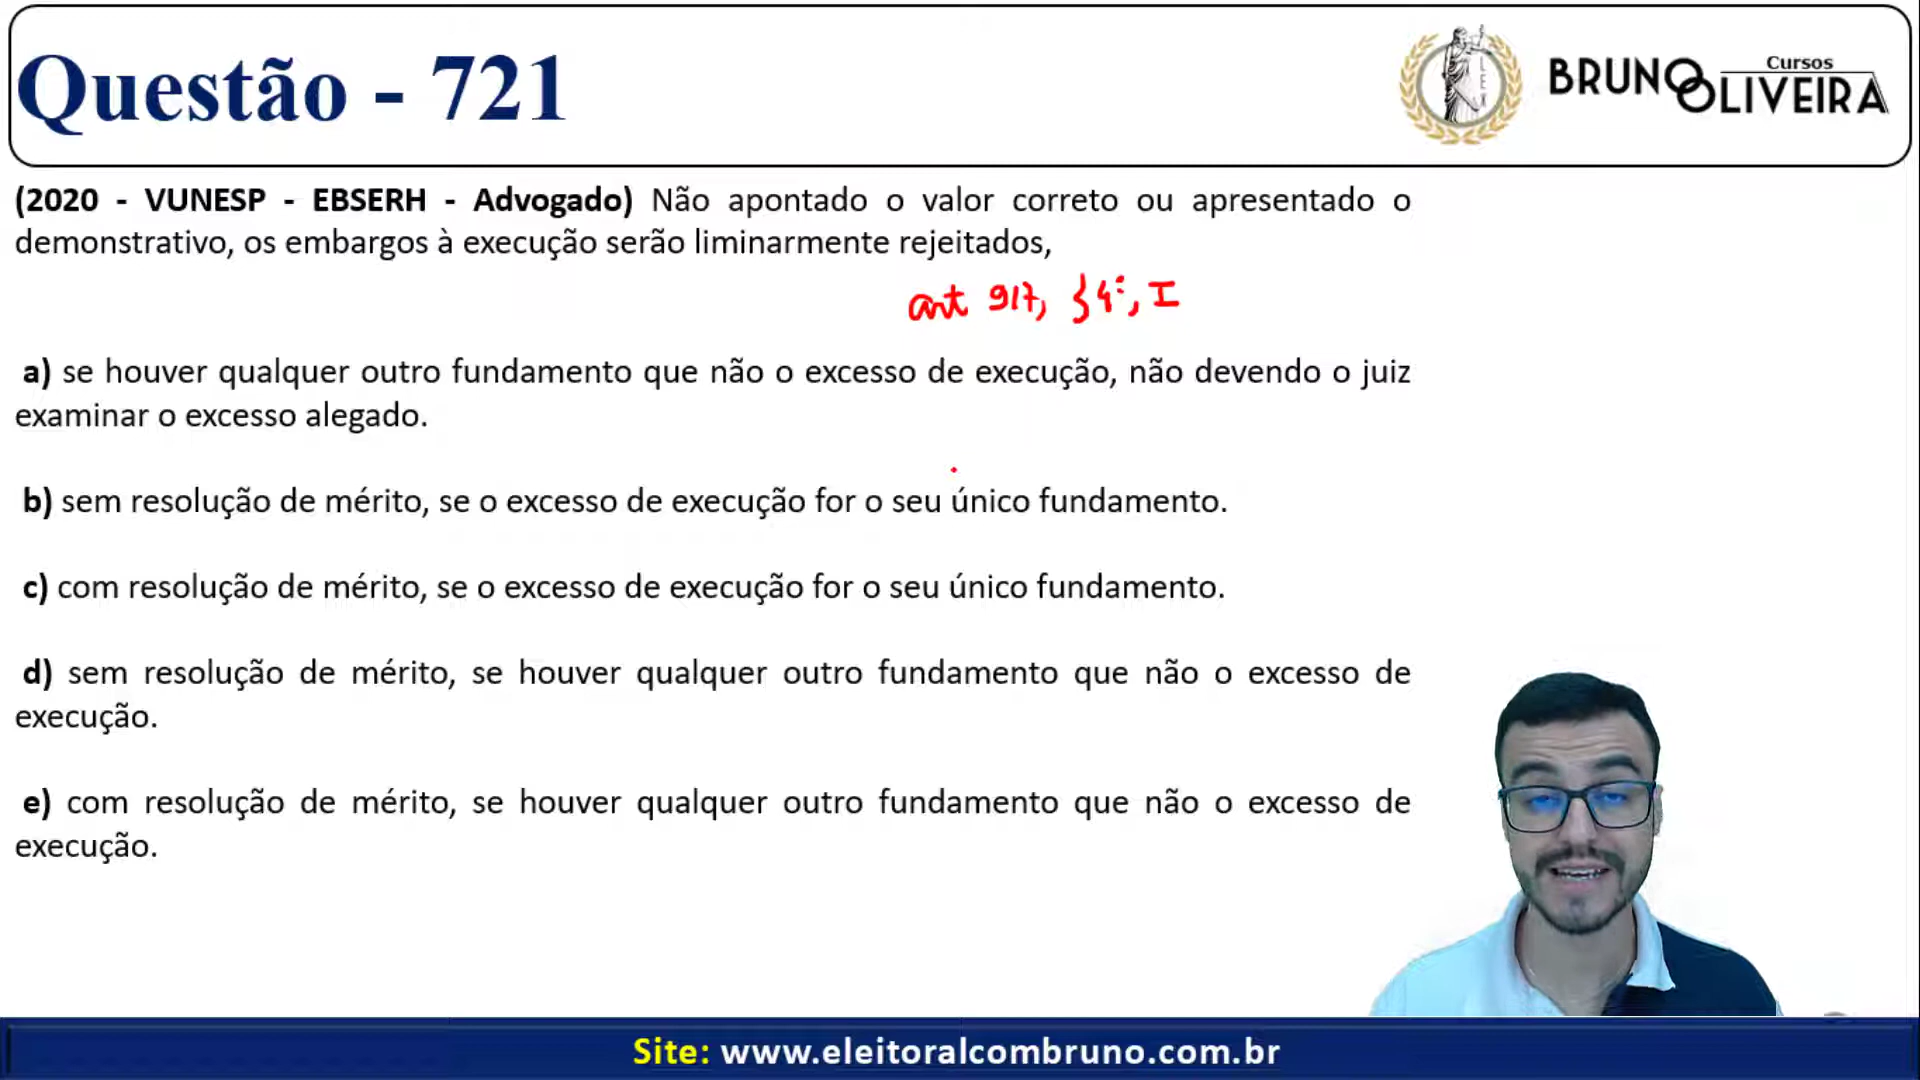 Questão - 721
LEX
Cursos
BRUNO OLIVEIRA
(2020 - VUNESP - EBSERH - Advogado) Não apontado o valor correto ou apresentado o
demonstrativo, os embargos à execução serão liminarmente rejeitados,
art 917, §4º, I
a) se houver qualquer outro fundamento que não o excesso de execução, não devendo o juiz
examinar o excesso alegado.
b) sem resolução de mérito, se o excesso de execução for o seu único fundamento.
c) com resolução de mérito, se o excesso de execução for o seu único fundamento.
d) sem resolução de mérito, se houver qualquer outro fundamento que não o excesso de
execução.
e) com resolução de mérito, se houver qualquer outro fundamento que não o excesso de
execução.
Site: www.eleitoralcombruno.com.br